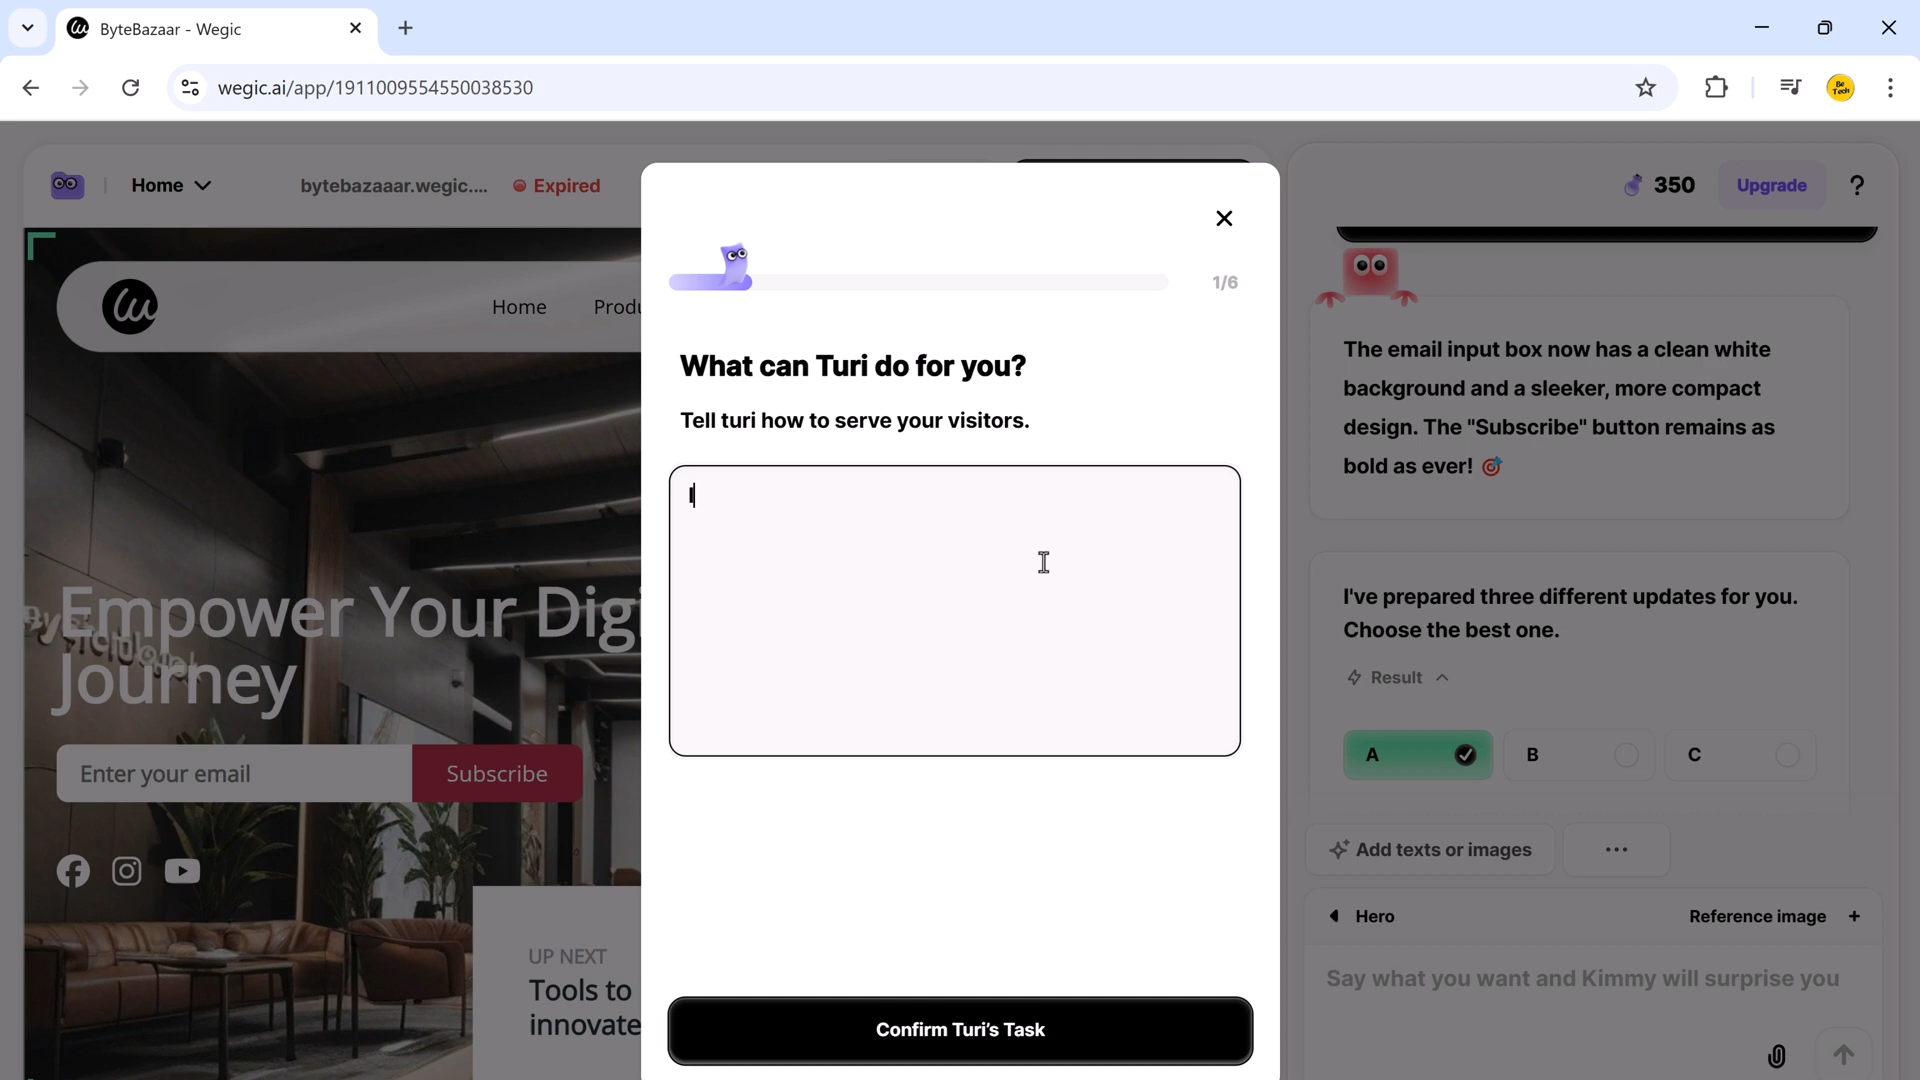 ByteBazaar - Wegic
wegic.ai/app/1911009554550038530
Be
Tech
Home
bytebazaaar.wegic....
Expired
350
Upgrade
?
Home
Produ
Empower Your Digi
Journey
Enter your email
Subscribe
UP NEXT
Tools to
innovate
1/6
What can Turi do for you?
Tell turi how to serve your visitors.
I
Confirm Turi's Task
The email input box now has a clean white
background and a sleeker, more compact
design. The "Subscribe" button remains as
bold as ever! 🎯
I've prepared three different updates for you.
Choose the best one.
Result
A
B
C
Add texts or images
Hero
Reference image +
Say what you want and Kimmy will surprise you